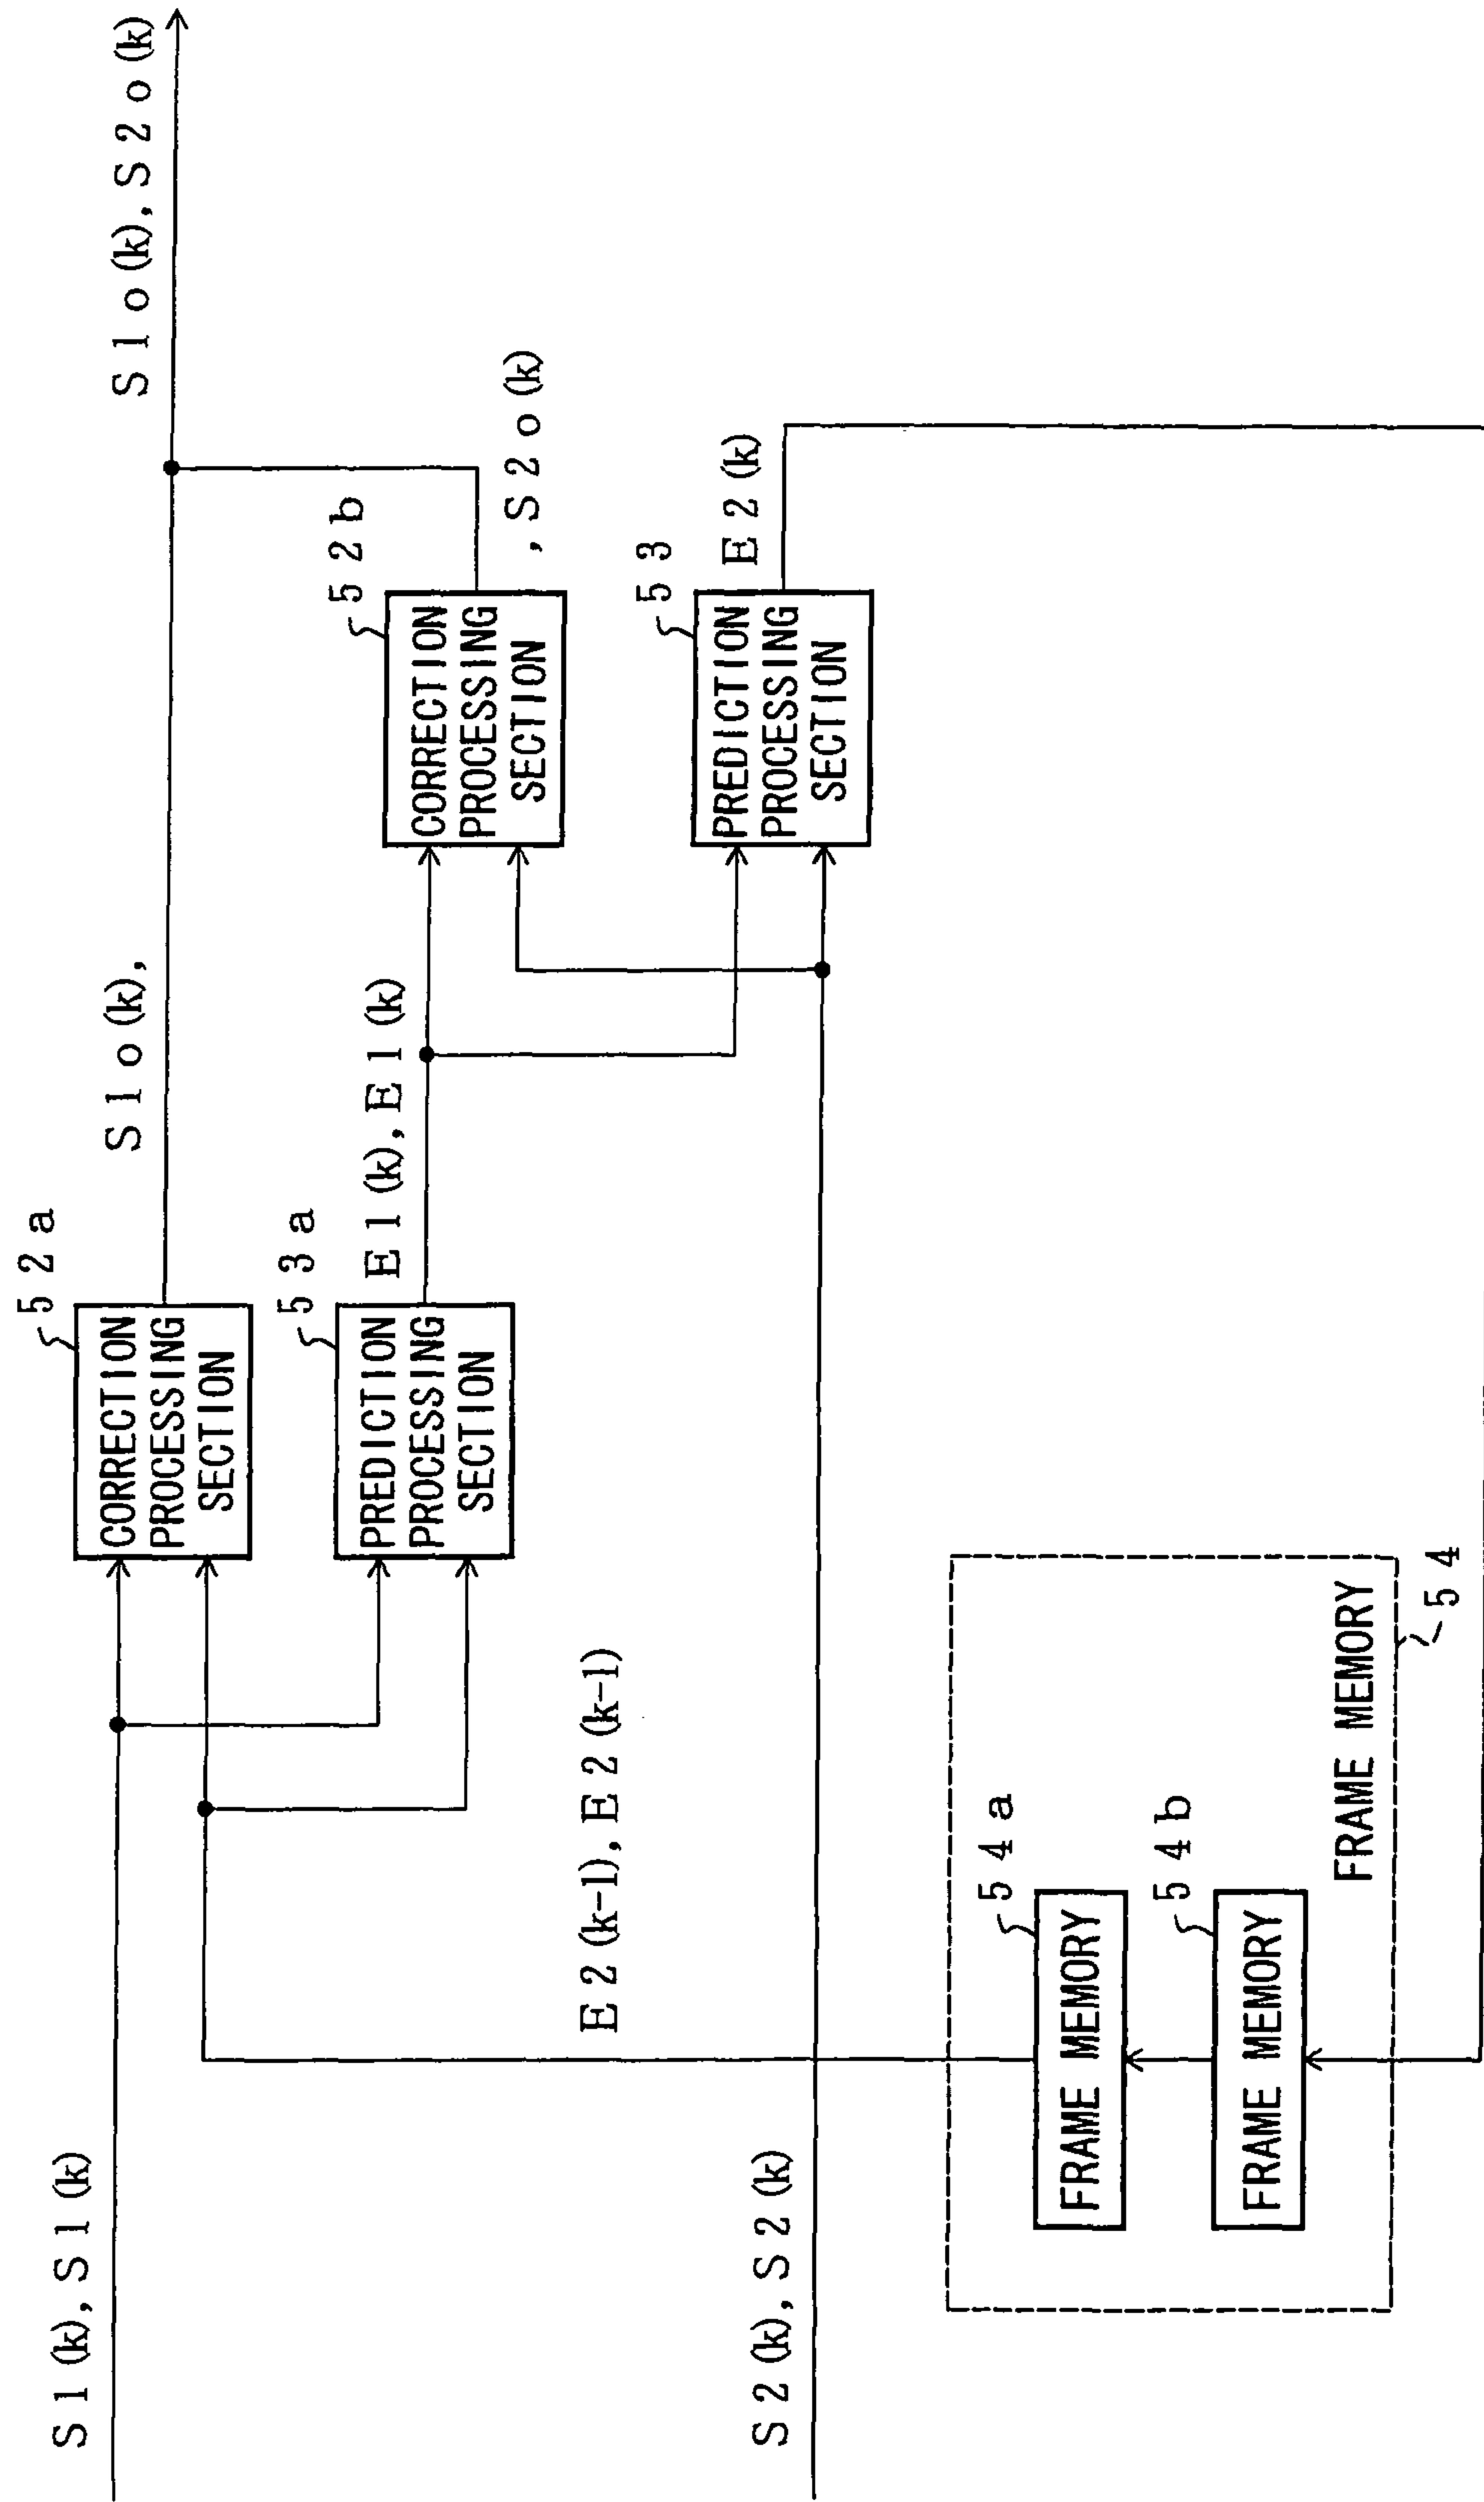 S1(k), S1(k)
52a
CORRECTION
PROCESSING
SECTION
S1o(k),
S1o(k), S2o(k)
53a
PREDICTION
PROCESSING
SECTION
E1(k), E1(k)
52b
CORRECTION
PROCESSING
SECTION
, S2o(k)
E2(k-1), E2(k-1)
53
PREDICTION
PROCESSING
SECTION
E2(k)
S2(k), S2(k)
54a
FRAME MEMORY
54b
FRAME MEMORY
FRAME MEMORY
54